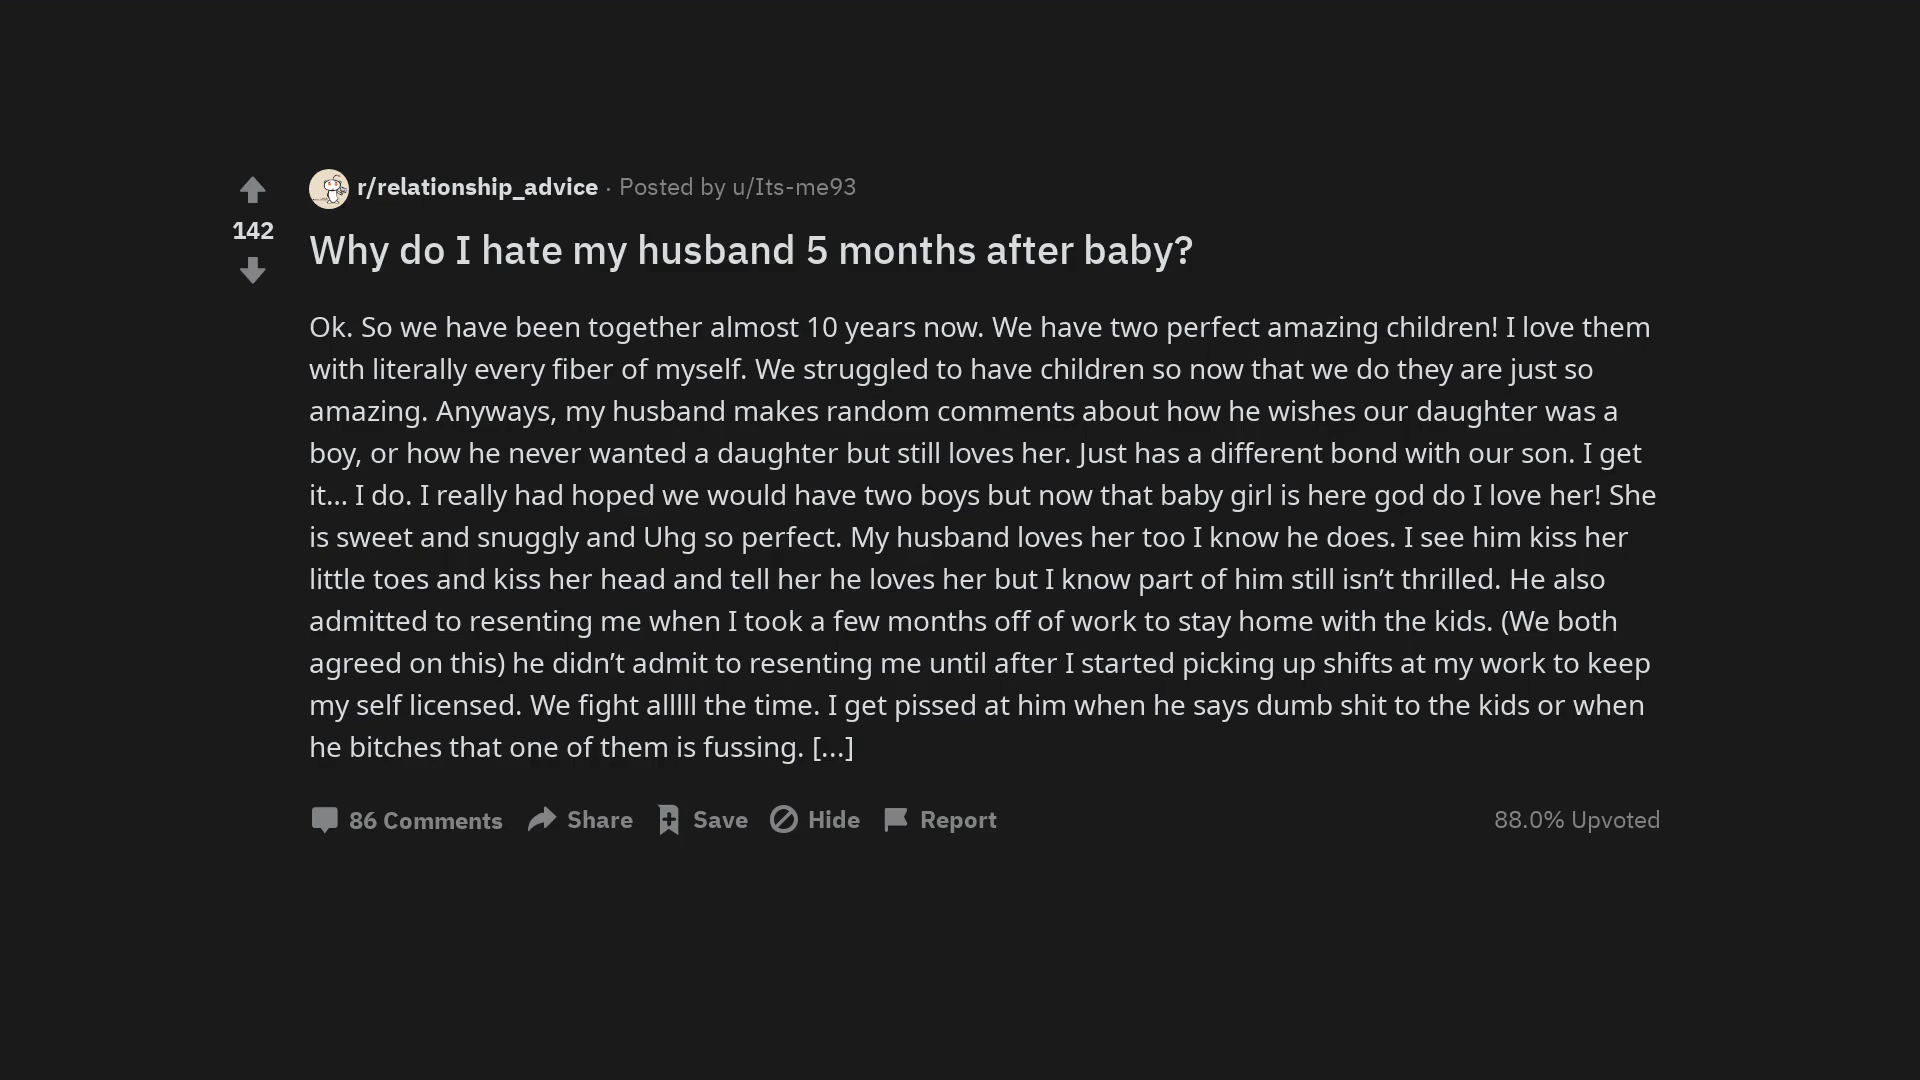 r/relationship_advice · Posted by u/Its-me93
142
Why do I hate my husband 5 months after baby?
Ok. So we have been together almost 10 years now. We have two perfect amazing children! I love them
with literally every fiber of myself. We struggled to have children so now that we do they are just so
amazing. Anyways, my husband makes random comments about how he wishes our daughter was a
boy, or how he never wanted a daughter but still loves her. Just has a different bond with our son. I get
it... I do. I really had hoped we would have two boys but now that baby girl is here god do I love her! She
is sweet and snuggly and Uhg so perfect. My husband loves her too I know he does. I see him kiss her
little toes and kiss her head and tell her he loves her but I know part of him still isn’t thrilled. He also
admitted to resenting me when I took a few months off of work to stay home with the kids. (We both
agreed on this) he didn’t admit to resenting me until after I started picking up shifts at my work to keep
my self licensed. We fight alllll the time. I get pissed at him when he says dumb shit to the kids or when
he bitches that one of them is fussing. [...]
86 Comments Share Save Hide Report 88.0% Upvoted